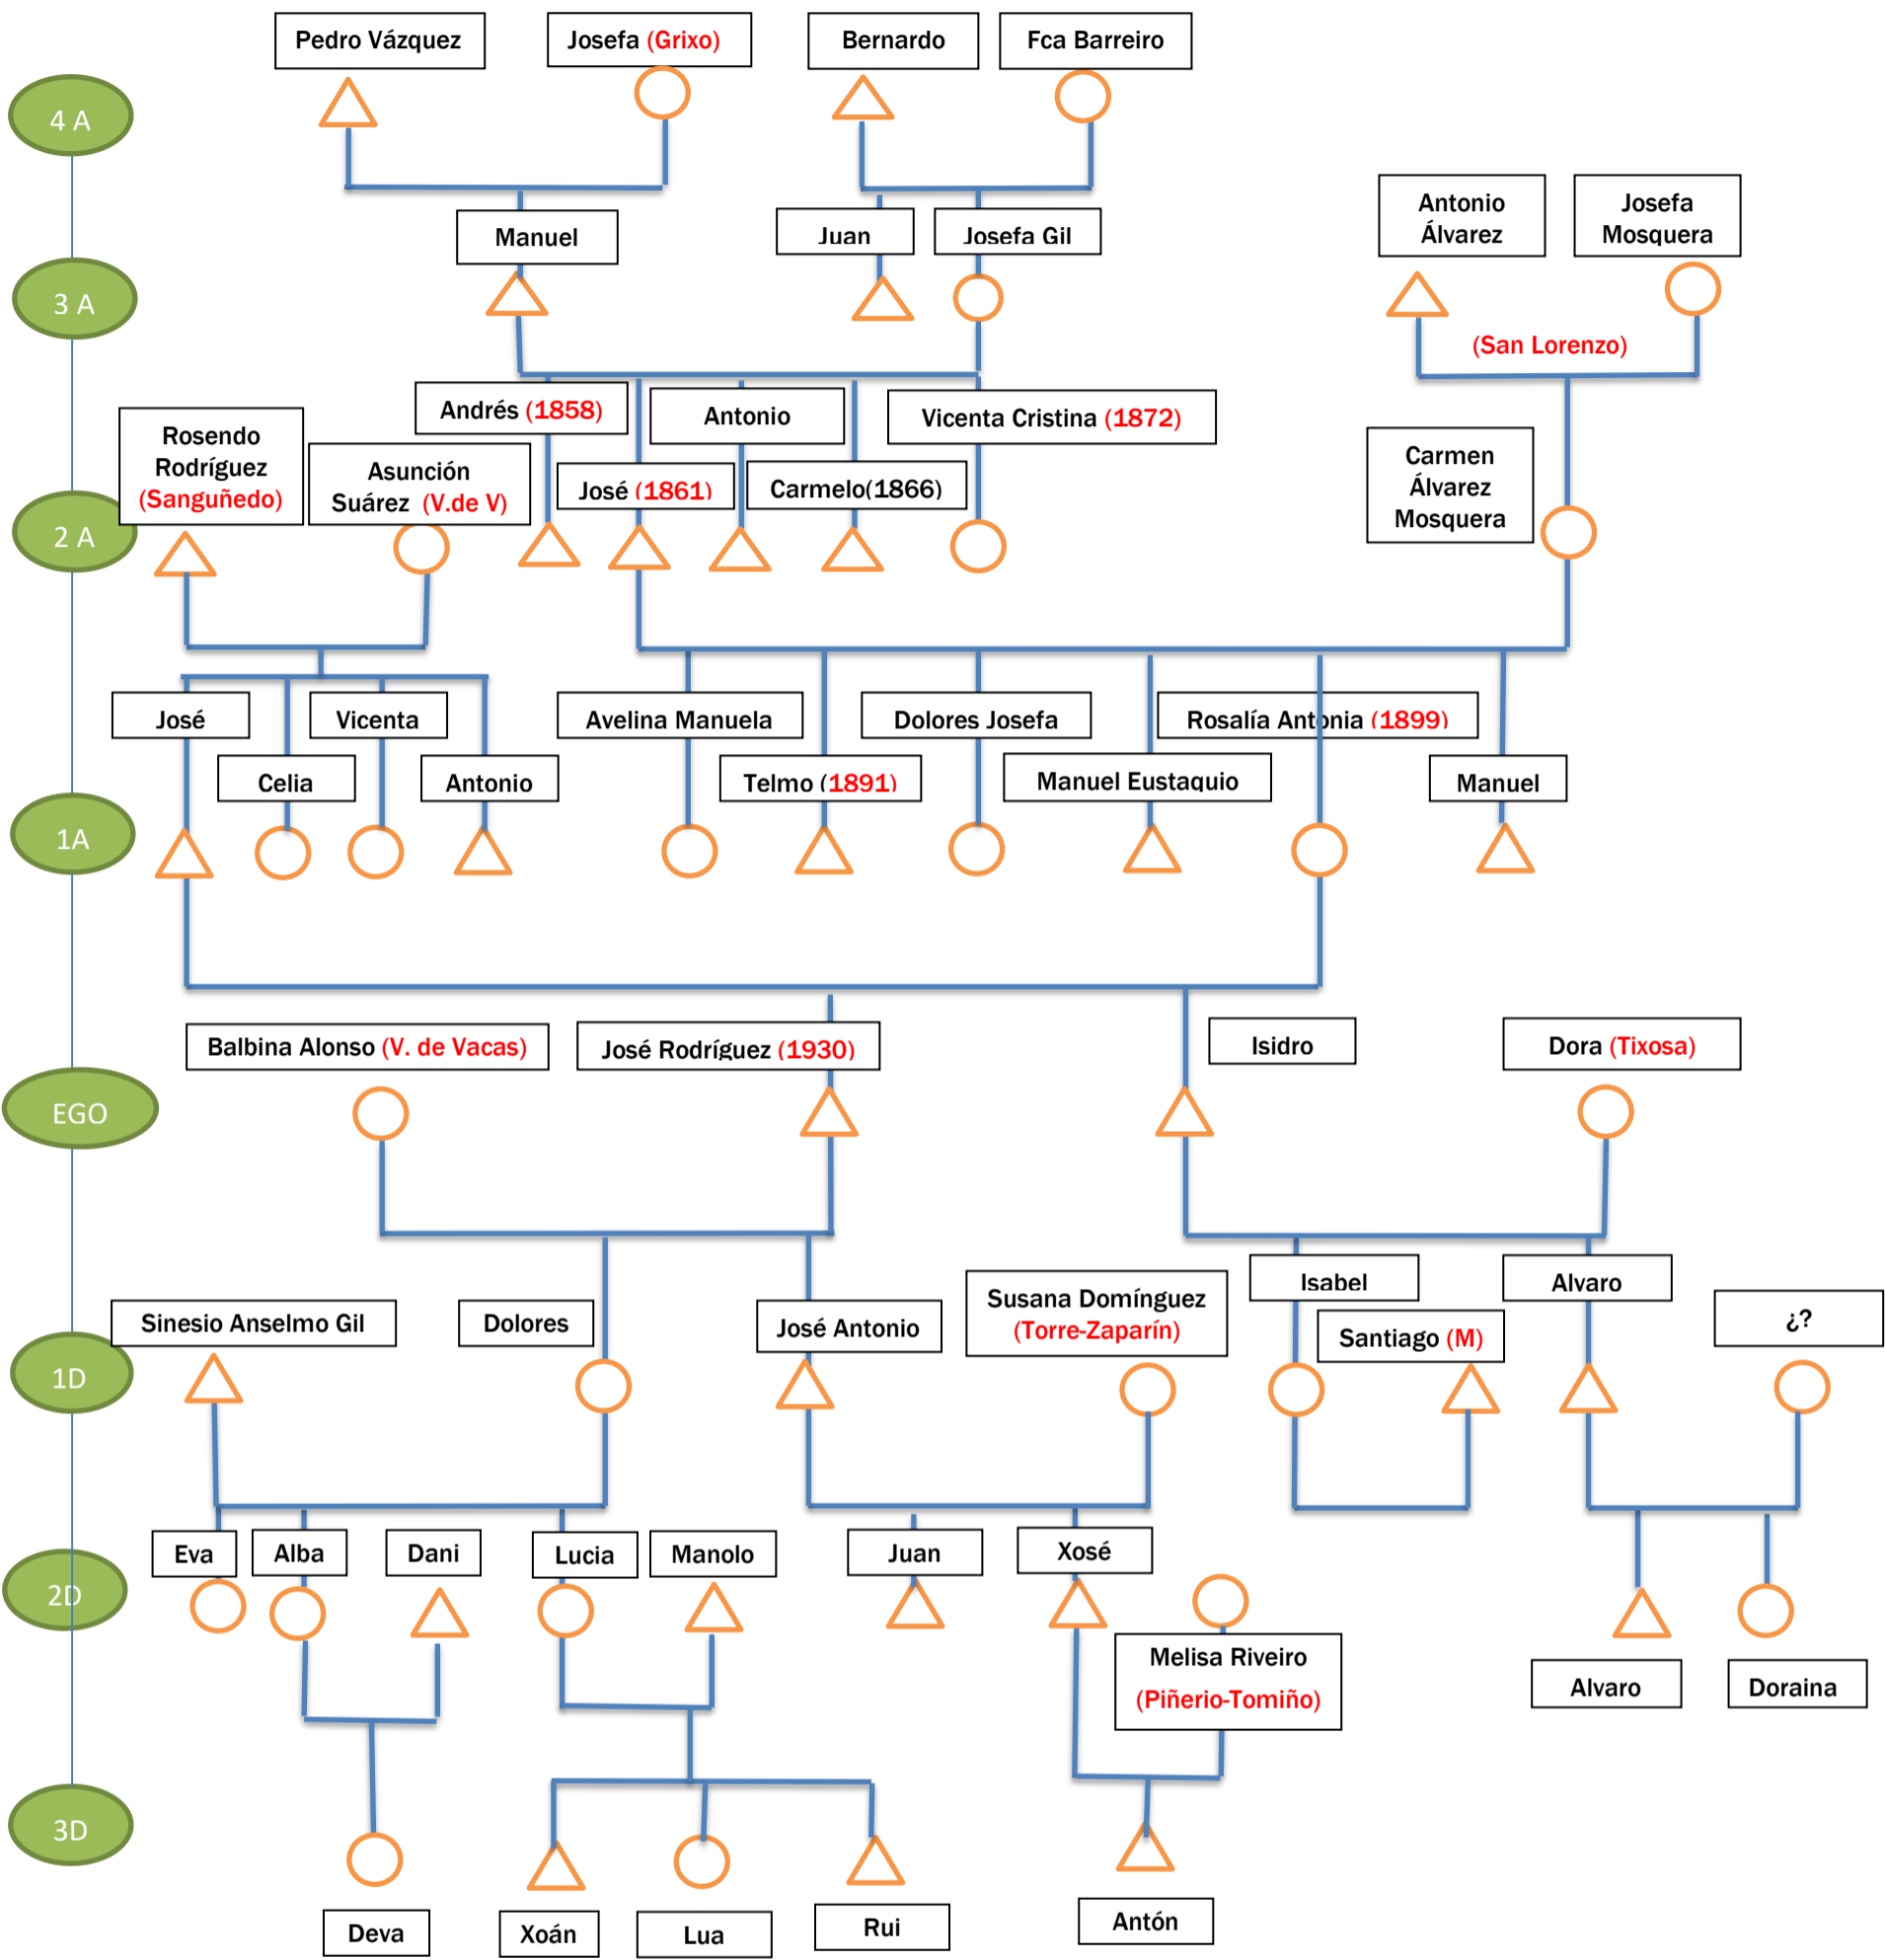 Pedro Vázquez
Josefa (Grixo)
Bernardo
Fca Barreiro
4 A
Antonio
Álvarez
Josefa
Mosquera
Manuel
Juan
Josefa Gil
3 A
(San Lorenzo)
Andrés (1858)
Antonio
Vicenta Cristina (1872)
Rosendo
Rodríguez
(Sanguñedo)
Asunción
Suárez (V.de V)
José (1861)
Carmelo(1866)
Carmen
Álvarez
Mosquera
2 A
José
Vicenta
Avelina Manuela
Dolores Josefa
Rosalía Antonia (1899)
Celia
Antonio
Telmo (1891)
Manuel Eustaquio
Manuel
1A
Balbina Alonso (V. de Vacas)
José Rodríguez (1930)
Isidro
Dora (Tixosa)
EGO
Sinesio Anselmo Gil
Dolores
José Antonio
Susana Domínguez
(Torre-Zaparín)
Isabel
Santiago (M)
Alvaro
¿?
1D
Eva
Alba
Dani
Lucia
Manolo
Juan
Xosé
2D
Melisa Riveiro
(Piñerio-Tomiño)
Alvaro
Doraina
3D
Deva
Xoán
Lua
Rui
Antón